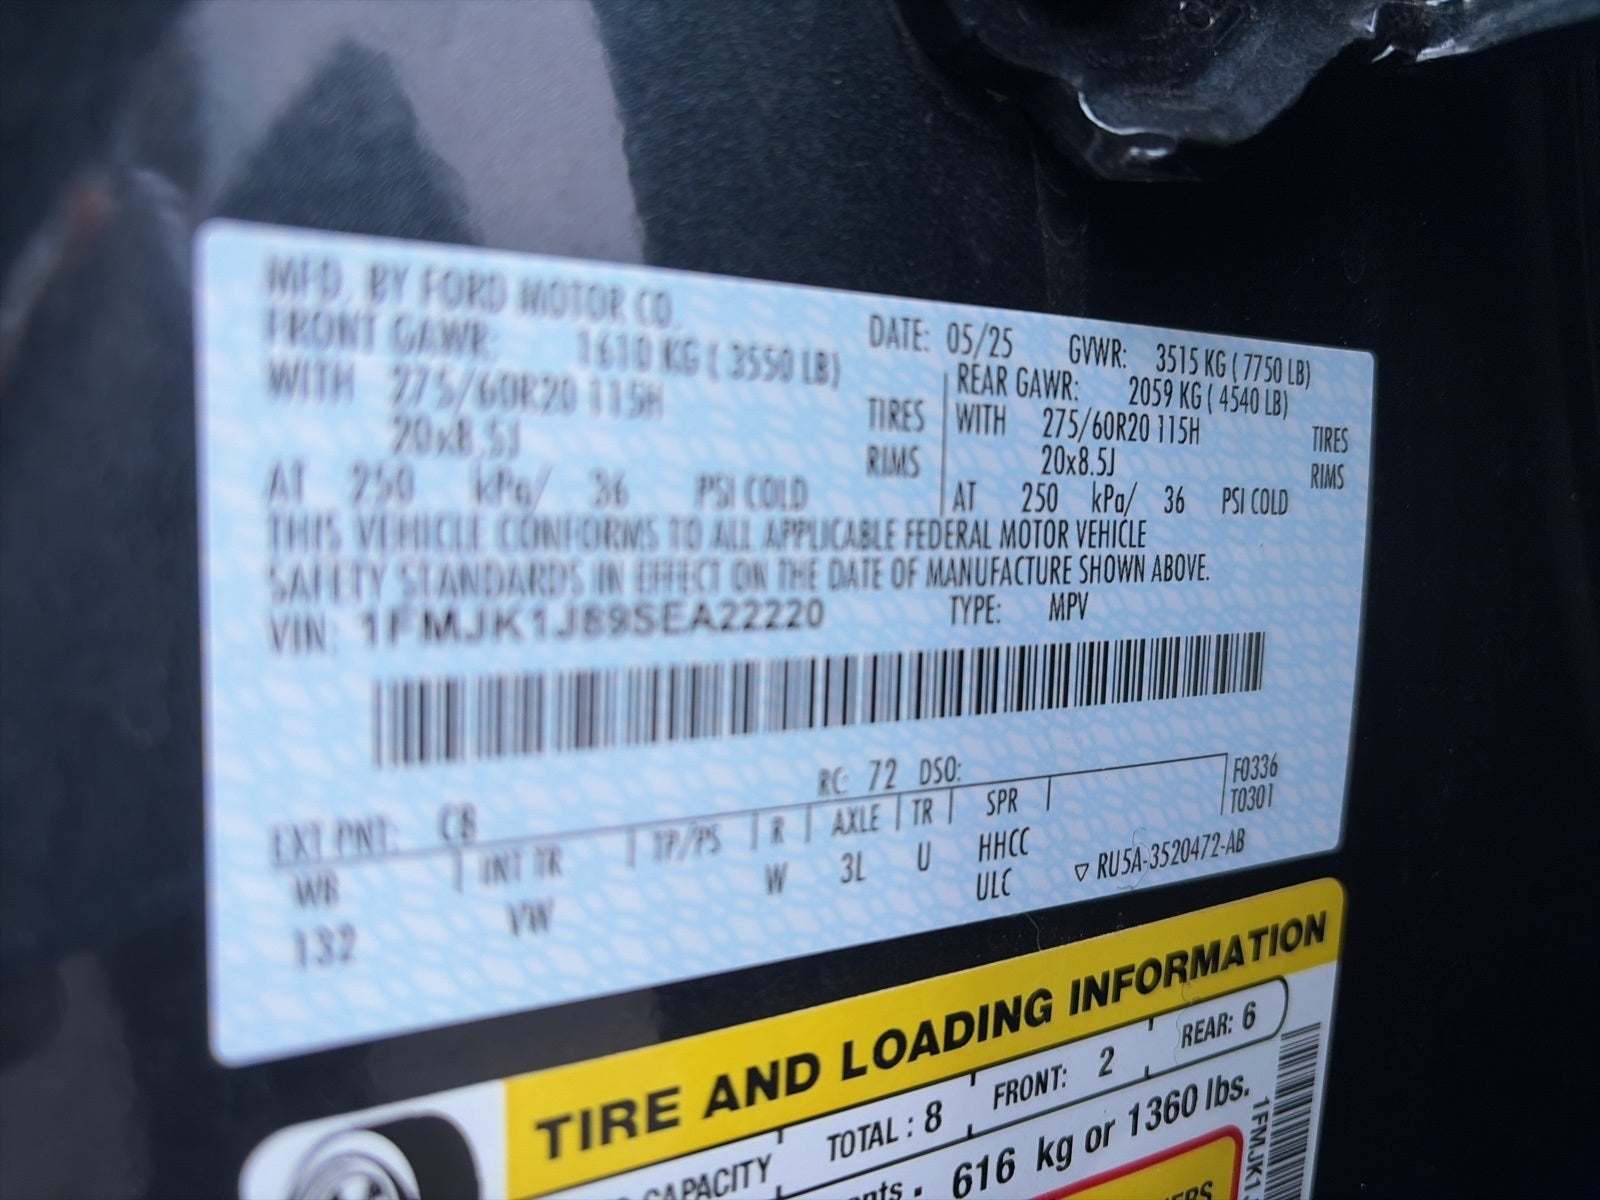 MFD. BY FORD MOTOR CO.
DATE: 05/25 GVWR: 3515 KG ( 7750 LB)
FRONT GAWR: 1610 KG ( 3550 LB) REAR GAWR: 2059 KG ( 4540 LB)
WITH 275/60R20 115H TIRES WITH 275/60R20 115H TIRES
20x8.5J RIMS 20x8.5J RIMS
AT 250 kPa/ 36 PSI COLD AT 250 kPa/ 36 PSI COLD
THIS VEHICLE CONFORMS TO ALL APPLICABLE FEDERAL MOTOR VEHICLE
SAFETY STANDARDS IN EFFECT ON THE DATE OF MANUFACTURE SHOWN ABOVE.
VIN: 1FMJK1J89SEA22220 TYPE: MPV
EXT PNT: CB RC: 72 DSO: F0336
WB INT TR TP/PS R AXLE TR SPR T0301
132 VW W 3L U HHCC
ULC ▽ RU5A-3520472-AB
TIRE AND LOADING INFORMATION
CAPACITY TOTAL : 8 FRONT: 2 REAR: 6
616 kg or 1360 lbs.
1FMJK1